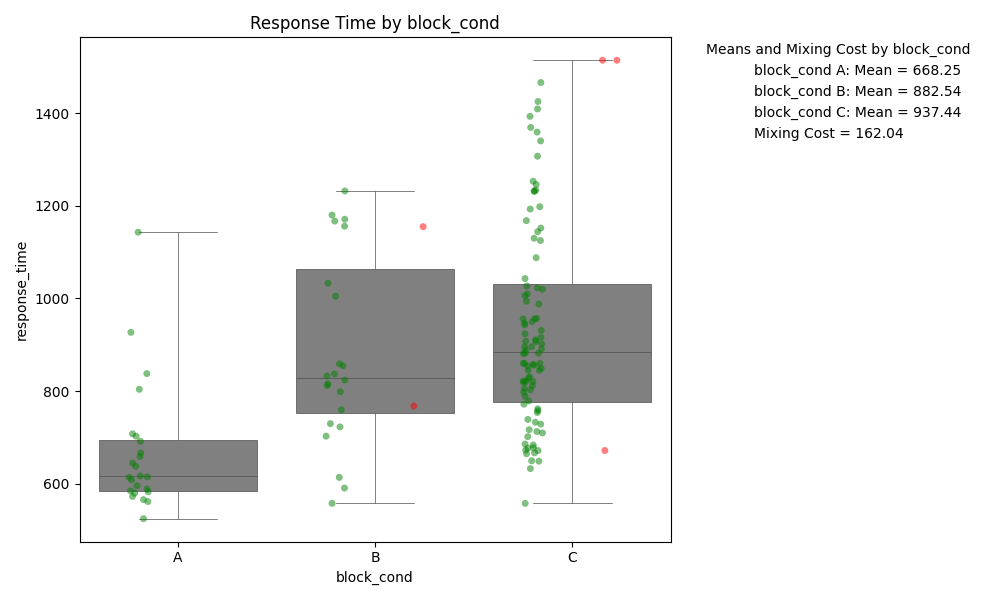 Response Time by block_cond
Means and Mixing Cost by block_cond
block_cond A: Mean = 668.25
block_cond B: Mean = 882.54
block_cond C: Mean = 937.44
Mixing Cost = 162.04
response_time
1400
1200
1000
800
600
A
B
C
block_cond